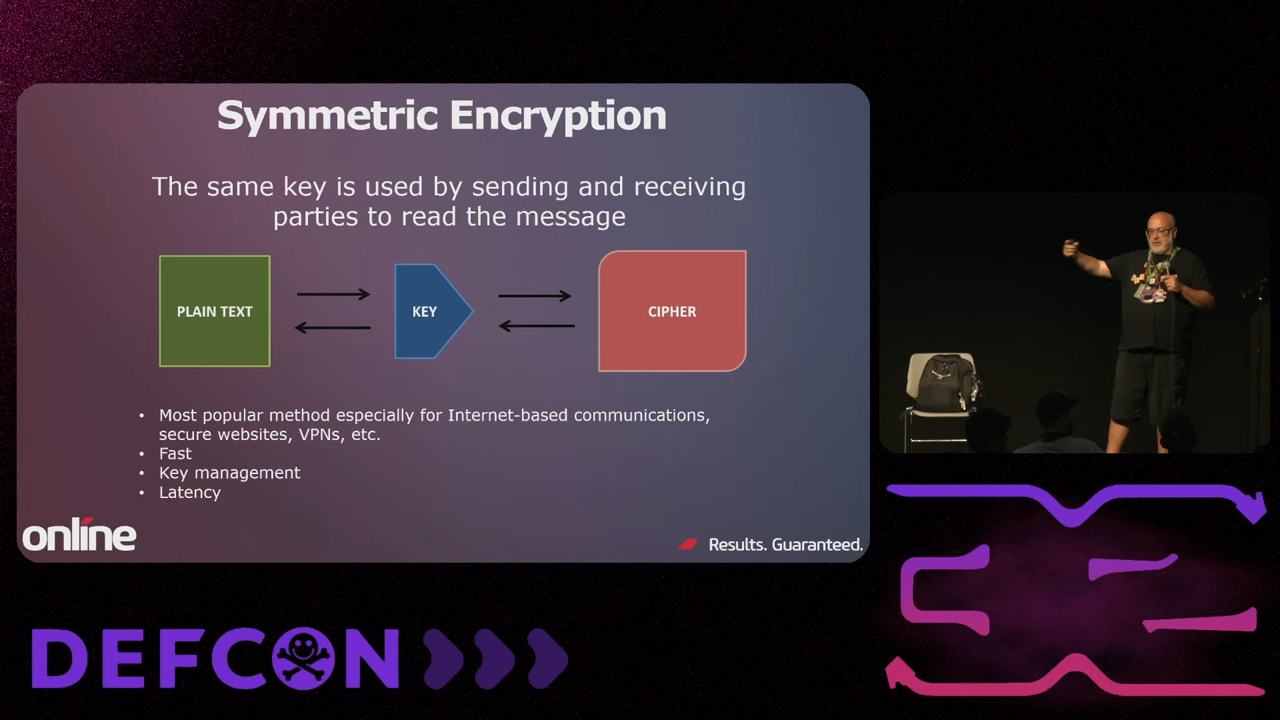 Symmetric Encryption
The same key is used by sending and receiving
parties to read the message
PLAIN TEXT
KEY
CIPHER
• Most popular method especially for Internet-based communications,
secure websites, VPNs, etc.
• Fast
• Key management
• Latency
online
Results. Guaranteed.
DEFCON